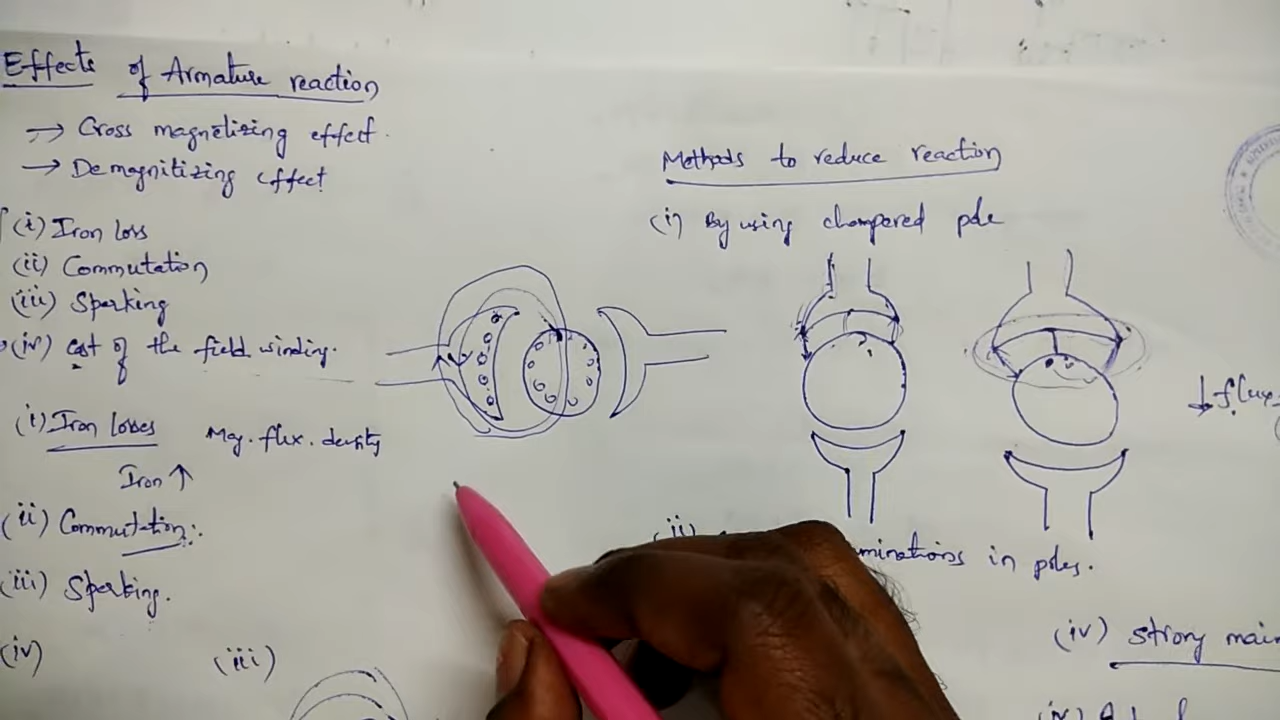 Effects of Armature reaction
→ Cross magnetizing effect.
→ Demagnitizing effect
(i) Iron loss
(ii) Commutation
(iii) Sparking
(iv) cost of the field winding.
(i) Iron losses Mag. flux. density
Iron ↑
(ii) Commutation:
(iii) Sparking.
(iv)
(iii)
Methods to reduce reaction
(i) By using chempered pole
↓ flux
(ii)
in poles.
(iv) strong